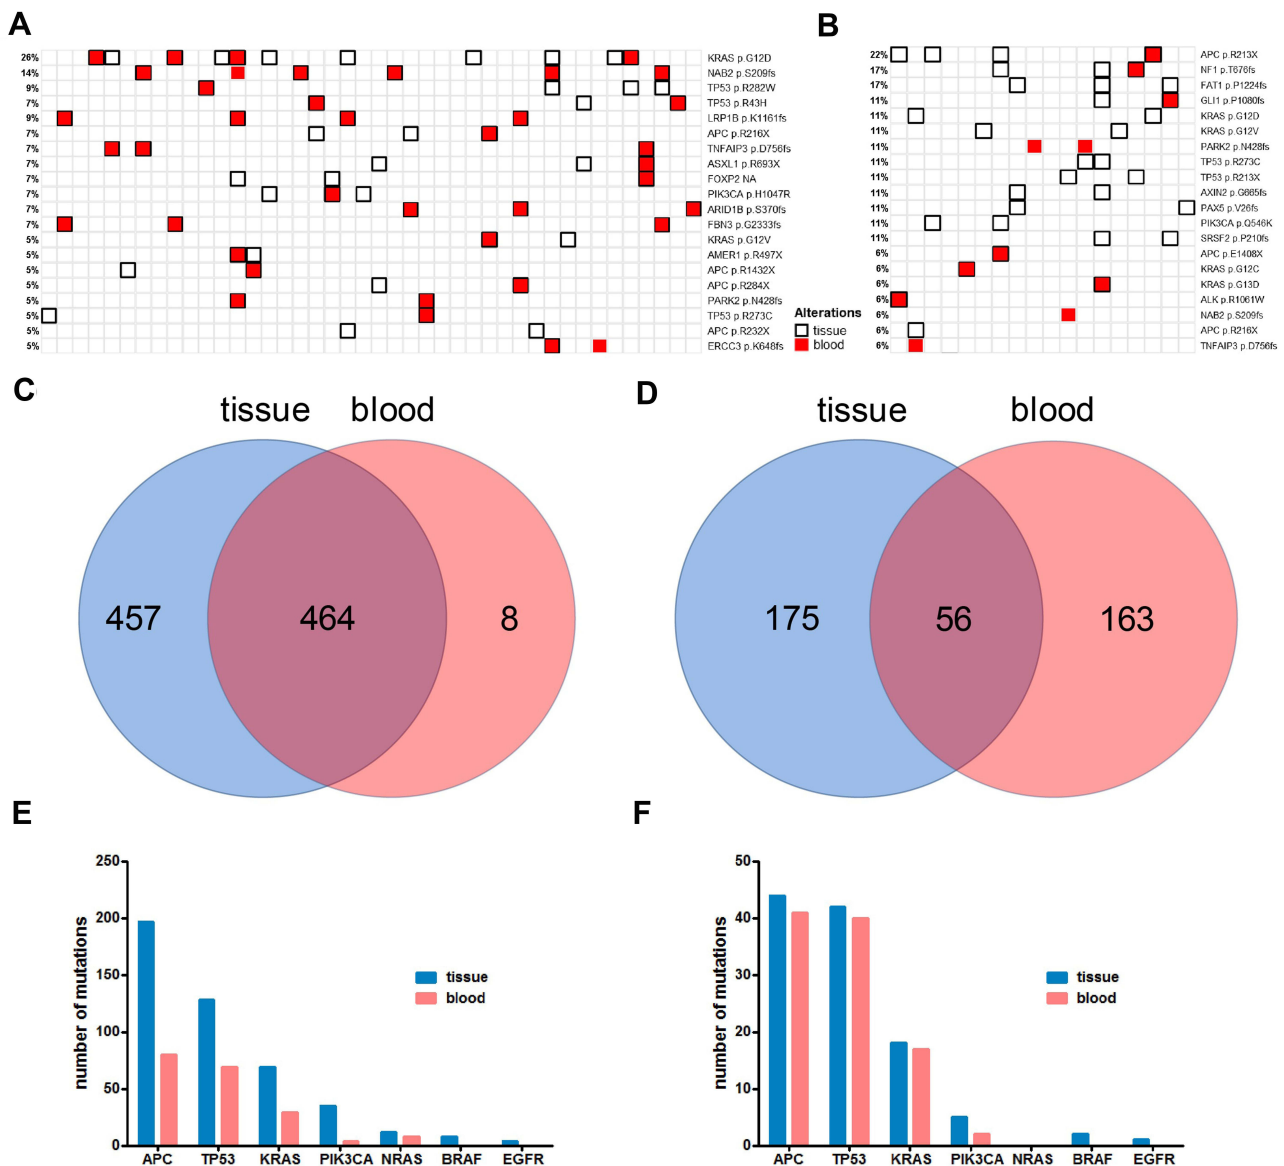 A
26% KRAS p.G12D
14% NAB2 p.S209fs
9% TP53 p.R282W
7% TP53 p.R43H
9% LRP1B p.K1161fs
7% APC p.R216X
7% TNFAIP3 p.D756fs
7% ASXL1 p.R693X
7% FOXP2 NA
7% PIK3CA p.H1047R
7% ARID1B p.S370fs
7% FBN3 p.G2333fs
5% KRAS p.G12V
5% AMER1 p.R497X
5% APC p.R1432X
5% APC p.R284X
5% PARK2 p.N428fs
5% TP53 p.R273C
5% APC p.R232X
5% ERCC3 p.K648fs
Alterations
tissue
blood
B
22% APC p.R213X
17% NF1 p.T676fs
17% FAT1 p.P1224fs
11% GLI1 p.P1080fs
11% KRAS p.G12D
11% KRAS p.G12V
11% PARK2 p.N428fs
11% TP53 p.R273C
11% TP53 p.R213X
11% AXIN2 p.G665fs
11% PAX5 p.V26fs
11% PIK3CA p.Q546K
11% SRSF2 p.P210fs
6% APC p.E1408X
6% KRAS p.G12C
6% KRAS p.G13D
6% ALK p.R1061W
6% NAB2 p.S209fs
6% APC p.R216X
6% TNFAIP3 p.D756fs
C
tissue blood
457 464 8
D
tissue blood
175 56 163
E
number of mutations
250
200
150
100
50
0
APC TP53 KRAS PIK3CA NRAS BRAF EGFR
tissue
blood
F
number of mutations
50
40
30
20
10
0
APC TP53 KRAS PIK3CA NRAS BRAF EGFR
tissue
blood